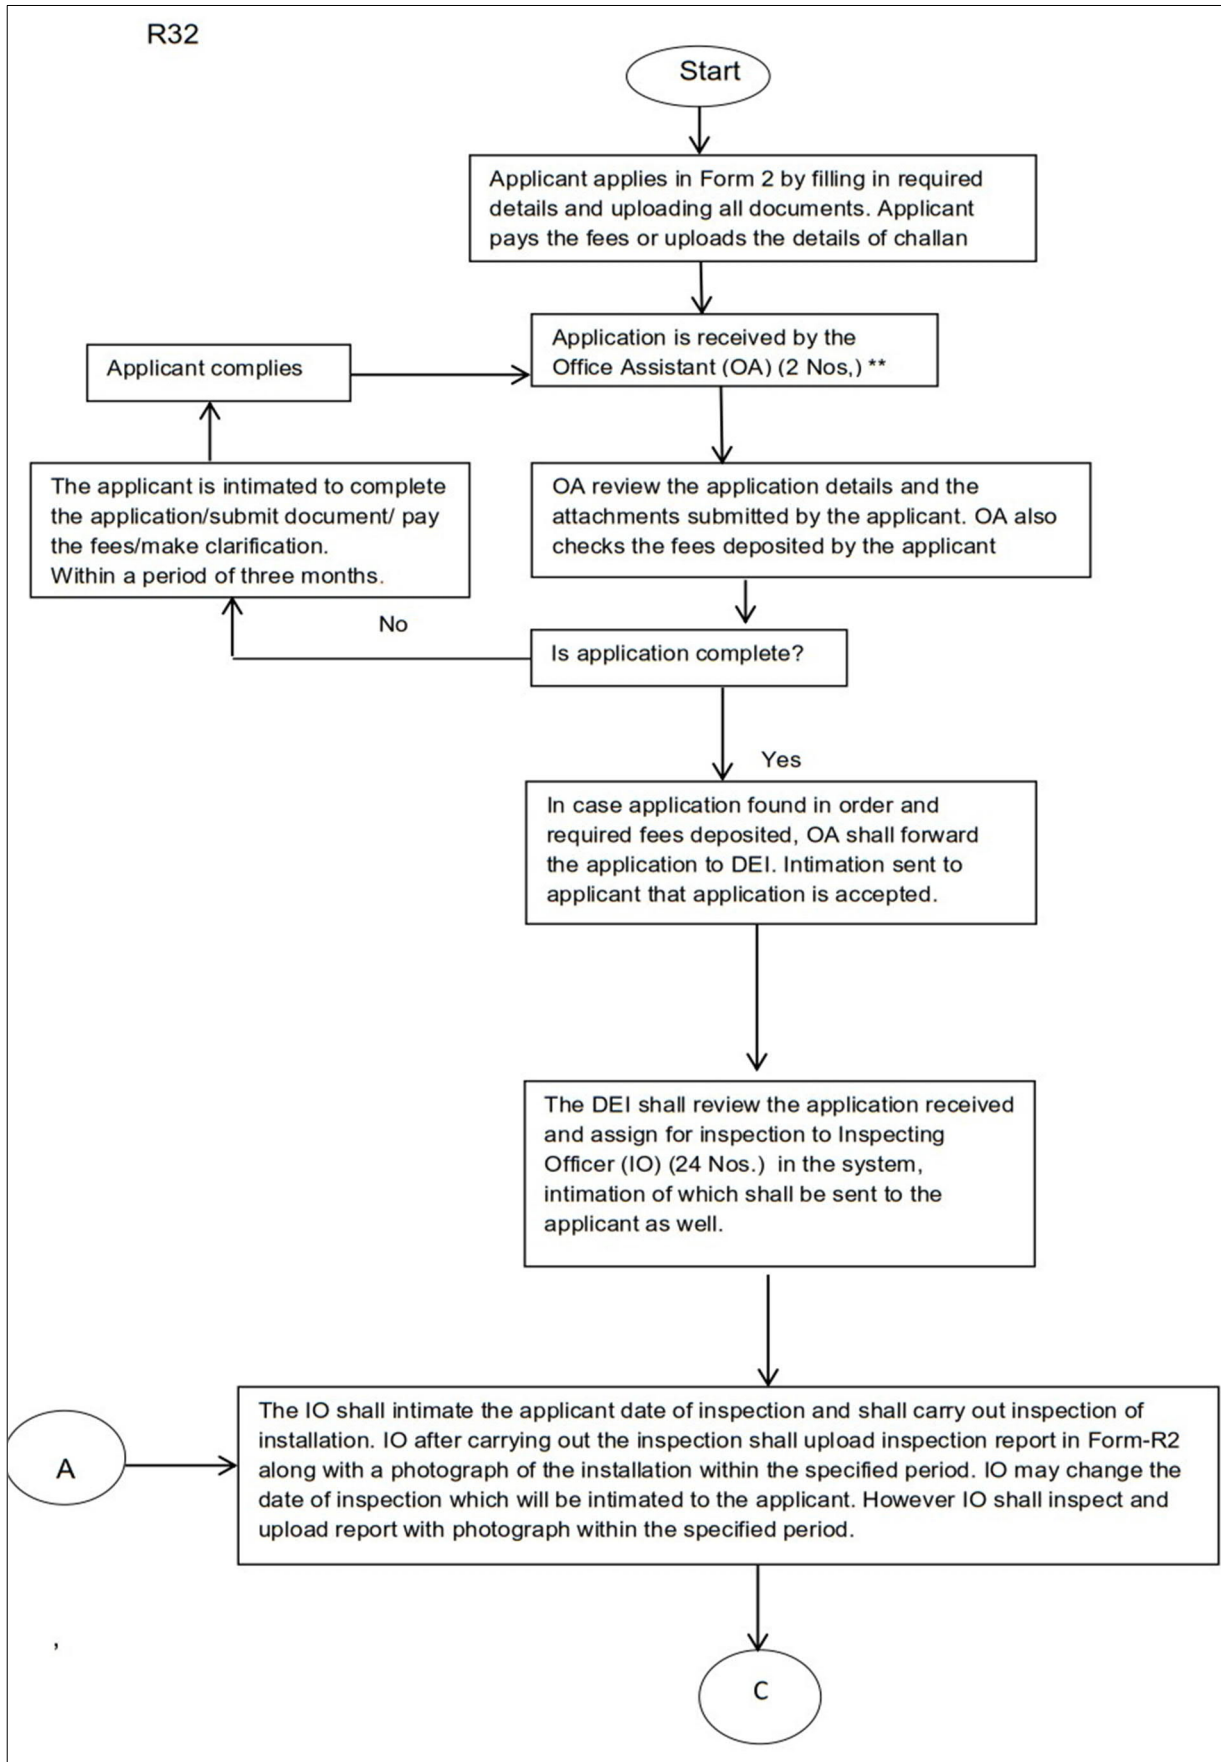 R32
Start
Applicant applies in Form 2 by filling in required
details and uploading all documents. Applicant
pays the fees or uploads the details of challan
Application is received by the
Office Assistant (OA) (2 Nos,) **
Applicant complies
The applicant is intimated to complete
the application/submit document/ pay
the fees/make clarification.
Within a period of three months.
OA review the application details and the
attachments submitted by the applicant. OA also
checks the fees deposited by the applicant
No
Is application complete?
Yes
In case application found in order and
required fees deposited, OA shall forward
the application to DEI. Intimation sent to
applicant that application is accepted.
The DEI shall review the application received
and assign for inspection to Inspecting
Officer (IO) (24 Nos.) in the system,
intimation of which shall be sent to the
applicant as well.
A
The IO shall intimate the applicant date of inspection and shall carry out inspection of
installation. IO after carrying out the inspection shall upload inspection report in Form-R2
along with a photograph of the installation within the specified period. IO may change the
date of inspection which will be intimated to the applicant. However IO shall inspect and
upload report with photograph within the specified period.
,
C